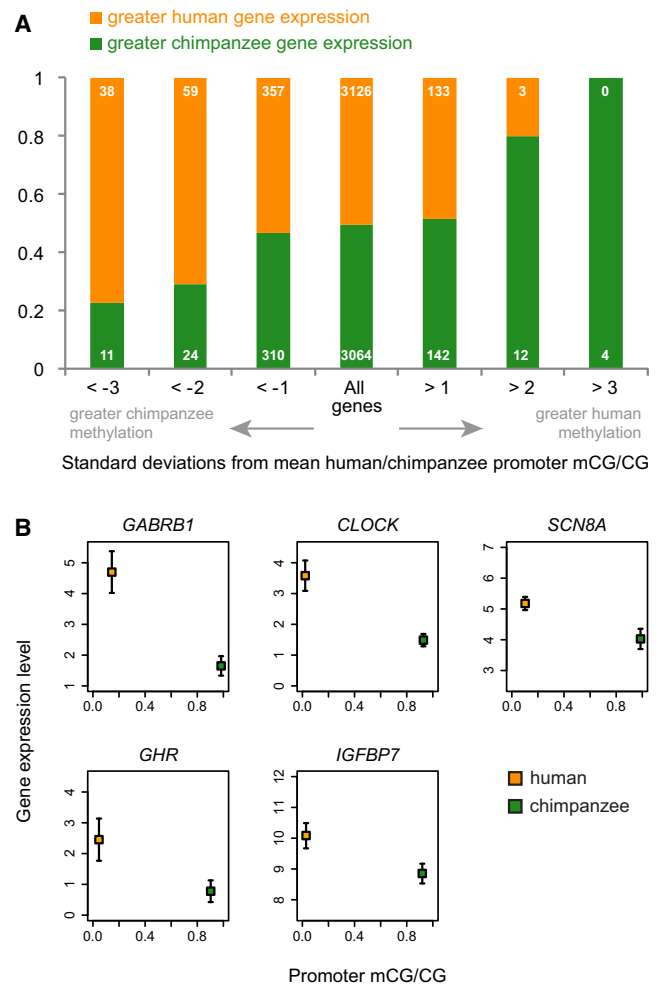 A
greater human gene expression
greater chimpanzee gene expression
1
0.8
0.6
0.4
0.2
0
38 59 357 3126 133 3 0
11 24 310 3064 142 12 4
< -3 < -2 < -1 All genes > 1 > 2 > 3
greater chimpanzee methylation
greater human methylation
Standard deviations from mean human/chimpanzee promoter mCG/CG
B
GABRB1 CLOCK SCN8A
5
4
3
2
1
0.0 0.4 0.8
4
3
2
1
0
0.0 0.4 0.8
7
6
5
4
3
0.0 0.4 0.8
Gene expression level
GHR IGFBP7
4
3
2
1
0
0.0 0.4 0.8
12
11
10
9
8
0.0 0.4 0.8
human
chimpanzee
Promoter mCG/CG